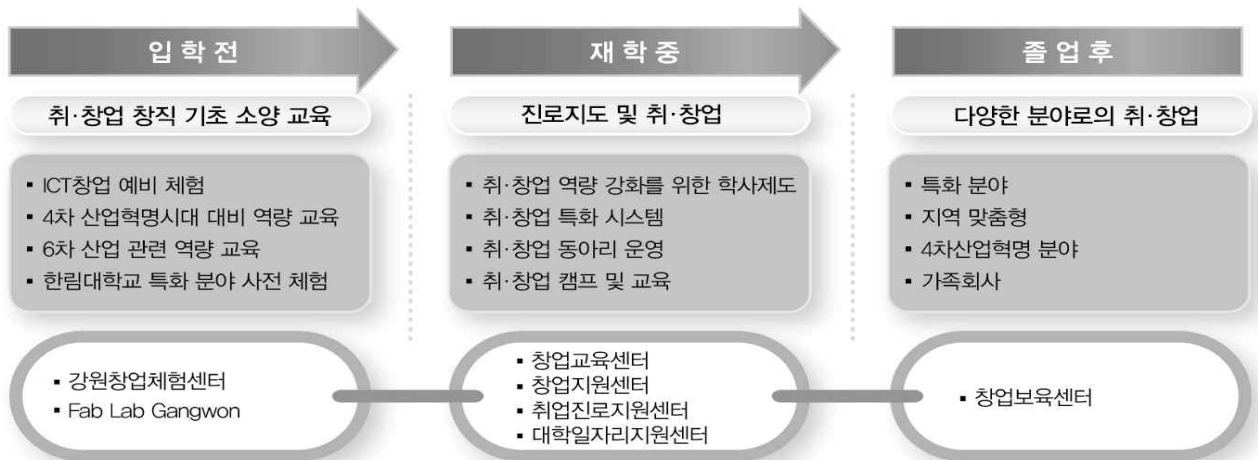 입학전
취·창업 창직 기초 소양 교육
▪ ICT창업 예비 체험
▪ 4차 산업혁명시대 대비 역량 교육
▪ 6차 산업 관련 역량 교육
▪ 한림대학교 특화 분야 사전 체험
▪ 강원창업체험센터
▪ Fab Lab Gangwon
재학중
진로지도 및 취·창업
▪ 취·창업 역량 강화를 위한 학사제도
▪ 취·창업 특화 시스템
▪ 취·창업 동아리 운영
▪ 취·창업 캠프 및 교육
▪ 창업교육센터
▪ 창업지원센터
▪ 취업진로지원센터
▪ 대학일자리지원센터
졸업후
다양한 분야로의 취·창업
▪ 특화 분야
▪ 지역 맞춤형
▪ 4차산업혁명 분야
▪ 가족회사
▪ 창업보육센터